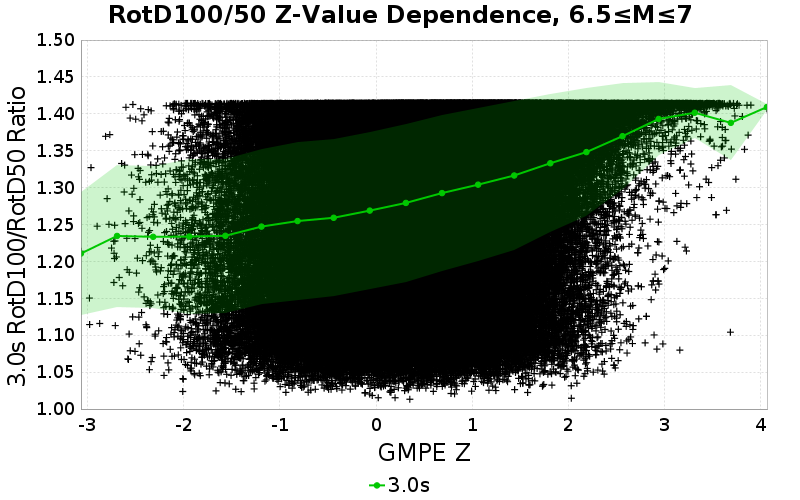 RotD100/50 Z-Value Dependence, 6.5≤M≤7
3.0s RotD100/RotD50 Ratio
1.50
1.45
1.40
1.35
1.30
1.25
1.20
1.15
1.10
1.05
1.00
-3 -2 -1 0 1 2 3 4
GMPE Z
3.0s